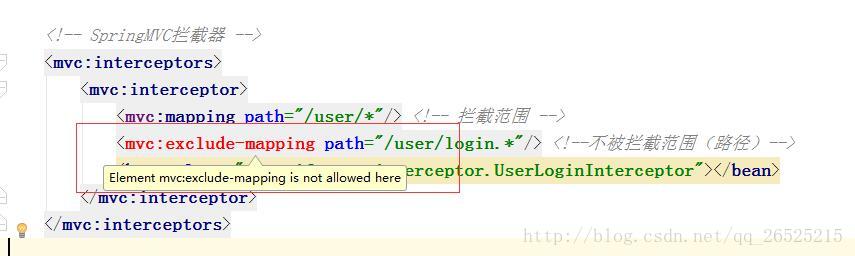 <!-- SpringMVC拦截器 -->
<mvc:interceptors>
<mvc:interceptor>
<mvc:mapping path="/user/*"/> <!-- 拦截范围 -->
<mvc:exclude-mapping path="/user/login.*"/> <!--不被拦截范围（路径）-->
erceptor.UserLoginInterceptor"></bean>
Element mvc:exclude-mapping is not allowed here
</mvc:interceptor>
</mvc:interceptors>
http://blog.csdn.net/qq_26525215